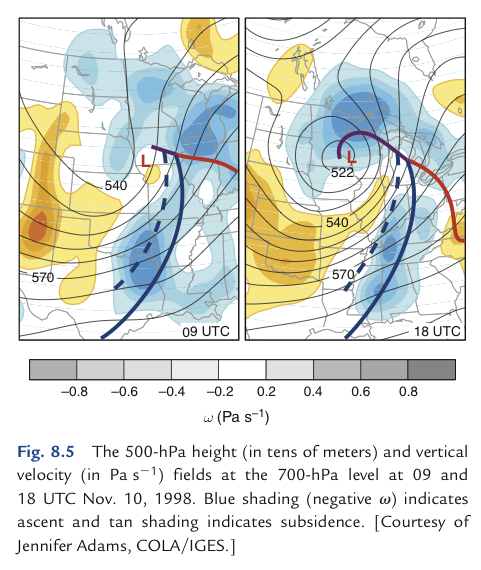 L
540
570
09 UTC
L
522
540
570
18 UTC
−0.8 −0.6 −0.4 −0.2 0.2 0.4 0.6 0.8
ω (Pa s−1)
Fig. 8.5 The 500-hPa height (in tens of meters) and vertical
velocity (in Pa s−1) fields at the 700-hPa level at 09 and
18 UTC Nov. 10, 1998. Blue shading (negative ω) indicates
ascent and tan shading indicates subsidence. [Courtesy of
Jennifer Adams, COLA/IGES.]